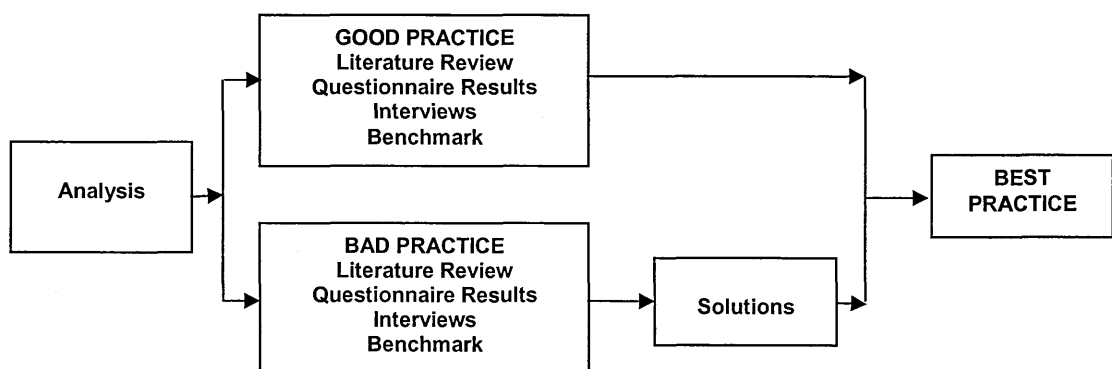 Analysis
GOOD PRACTICE
Literature Review
Questionnaire Results
Interviews
Benchmark
BAD PRACTICE
Literature Review
Questionnaire Results
Interviews
Benchmark
Solutions
BEST
PRACTICE